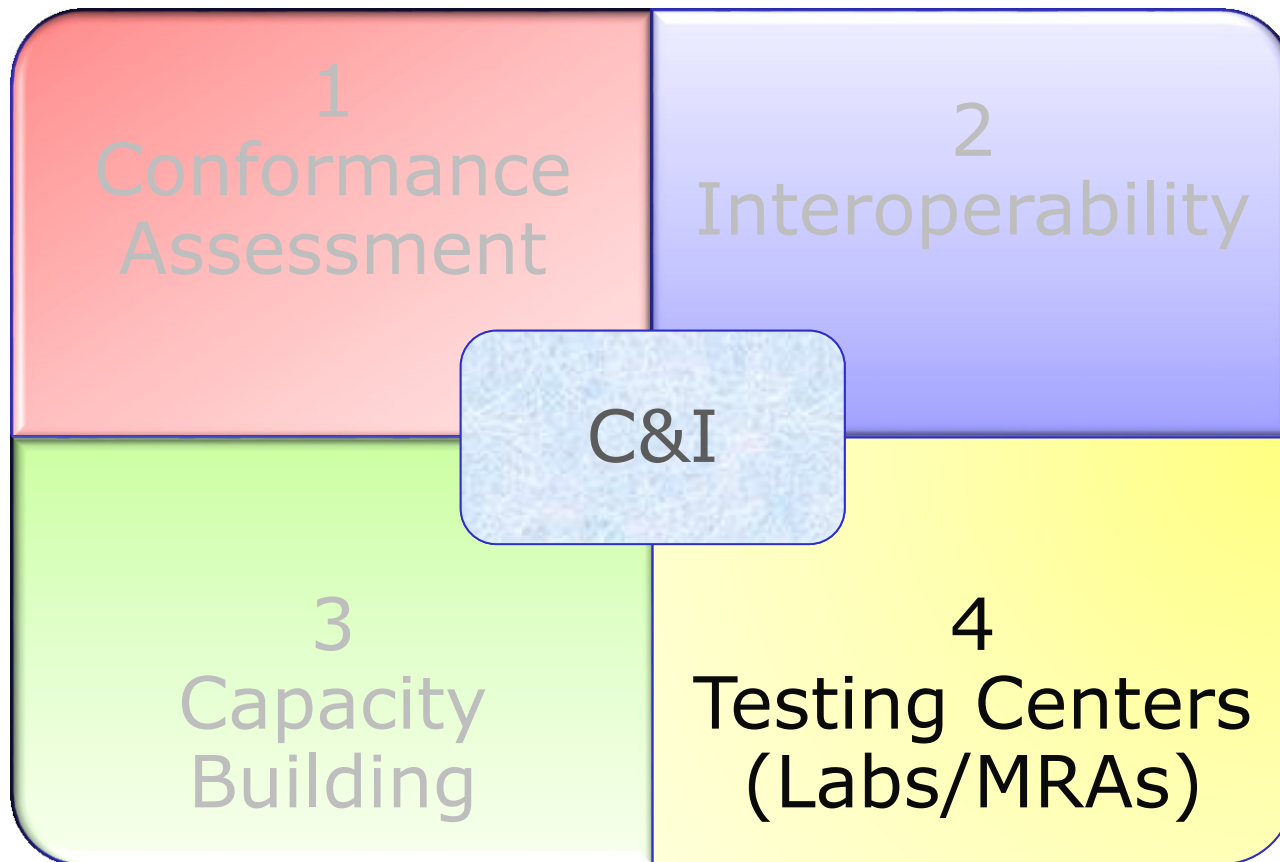 1
Conformance
Assessment
2
Interoperability
C&I
3
Capacity
Building
4
Testing Centers
(Labs/MRAs)